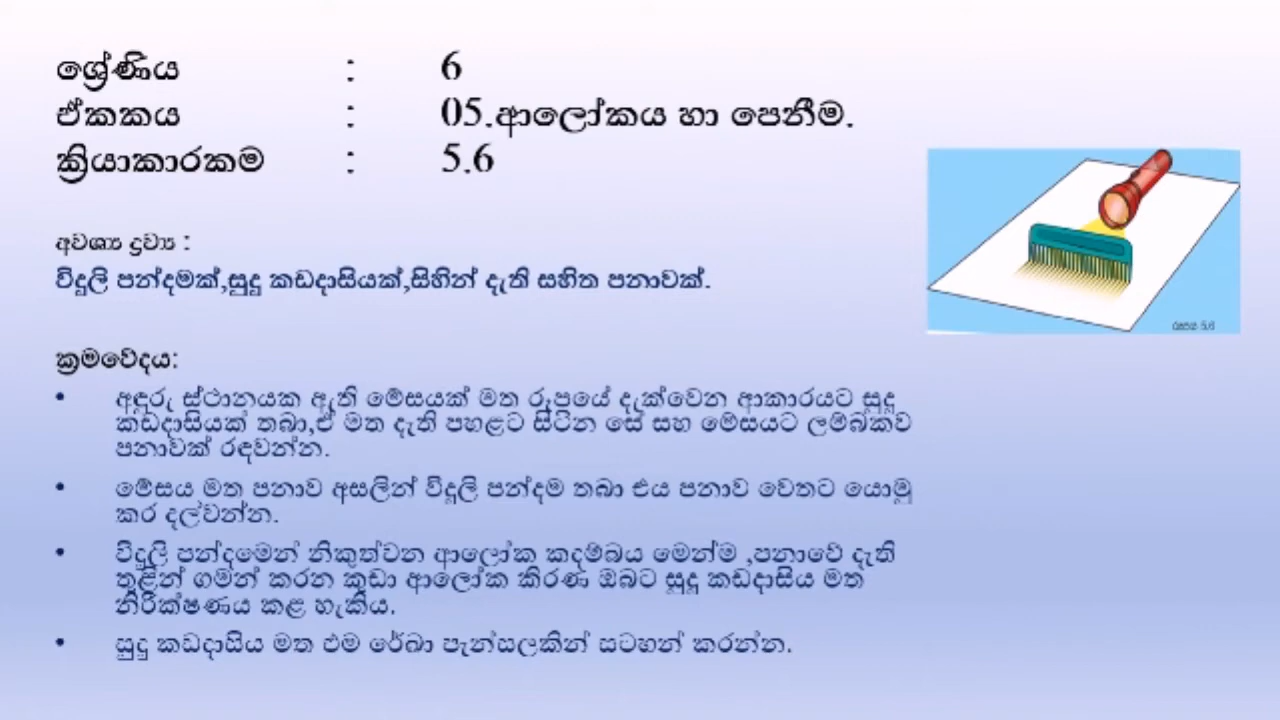 ශ්‍රේණිය : 6
ඒකකය : 05.ආලෝකය හා පෙනීම.
ක්‍රියාකාරකම : 5.6
අවශ්‍ය ද්‍රව්‍ය :
විදුලි පන්දමක්,සුදු කඩදාසියක්,සිහින් දැති සහිත පනාවක්.
ක්‍රමවේදය:
• අඳුරු ස්ථානයක ඇති මේසයක් මත රූපයේ දැක්වෙන ආකාරයට සුදු
කඩදාසියක් තබා,ඒ මත දැති පහළට සිටින සේ සහ මේසයට ලම්බකව
පනාවක් රඳවන්න.
• මේසය මත පනාව අසලින් විදුලි පන්දම තබා එය පනාව වෙතට යොමු
කර දල්වන්න.
• විදුලි පන්දමෙන් නිකුත්වන ආලෝක කදම්බය මෙන්ම ,පනාවේ දැති
තුළින් ගමන් කරන කුඩා ආලෝක කිරණ ඔබට සුදු කඩදාසිය මත
නිරීක්ෂණය කළ හැකිය.
• සුදු කඩදාසිය මත එම රේඛා පැන්සලකින් සටහන් කරන්න.
රූපය 5.6